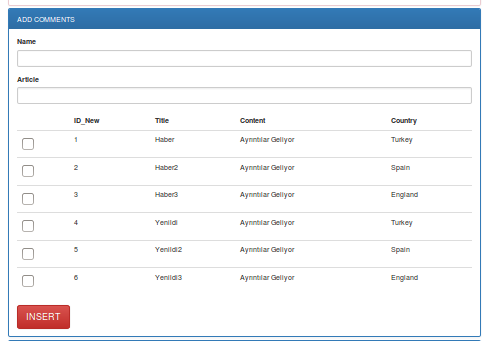 ADD COMMENTS
Name
Article
ID_New Title Content Country
1 Haber Ayrıntılar Geliyor Turkey
2 Haber2 Ayrıntılar Geliyor Spain
3 Haber3 Ayrıntılar Geliyor England
4 Yenildi Ayrıntılar Geliyor Turkey
5 Yenildi2 Ayrıntılar Geliyor Spain
6 Yenildi3 Ayrıntılar Geliyor England
INSERT